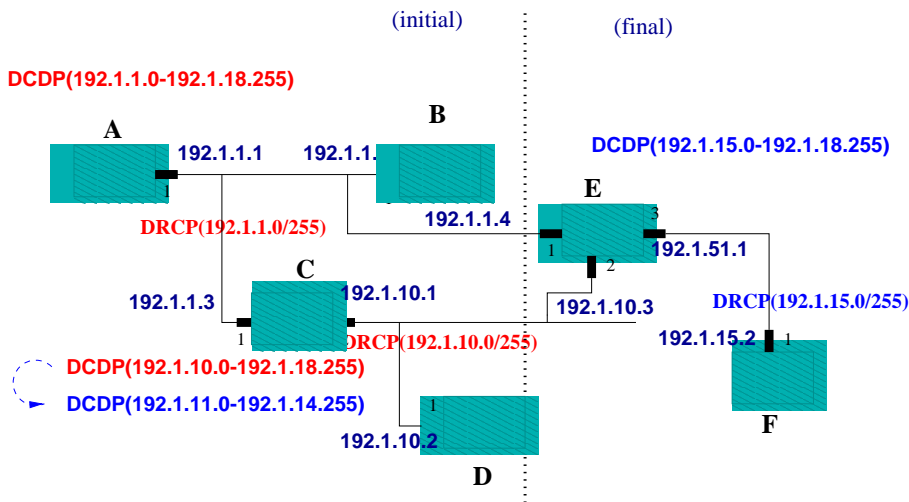 (initial)
(final)
DCDP(192.1.1.0-192.1.18.255)
A
B
192.1.1.1
192.1.1.
DCDP(192.1.15.0-192.1.18.255)
1
E
192.1.1.4
3
DRCP(192.1.1.0/255)
1
192.1.51.1
2
C
192.1.10.1
192.1.1.3
192.1.10.3
DRCP(192.1.15.0/255)
1
DRCP(192.1.10.0/255)
192.1.15.2
1
DCDP(192.1.10.0-192.1.18.255)
DCDP(192.1.11.0-192.1.14.255)
1
F
192.1.10.2
D